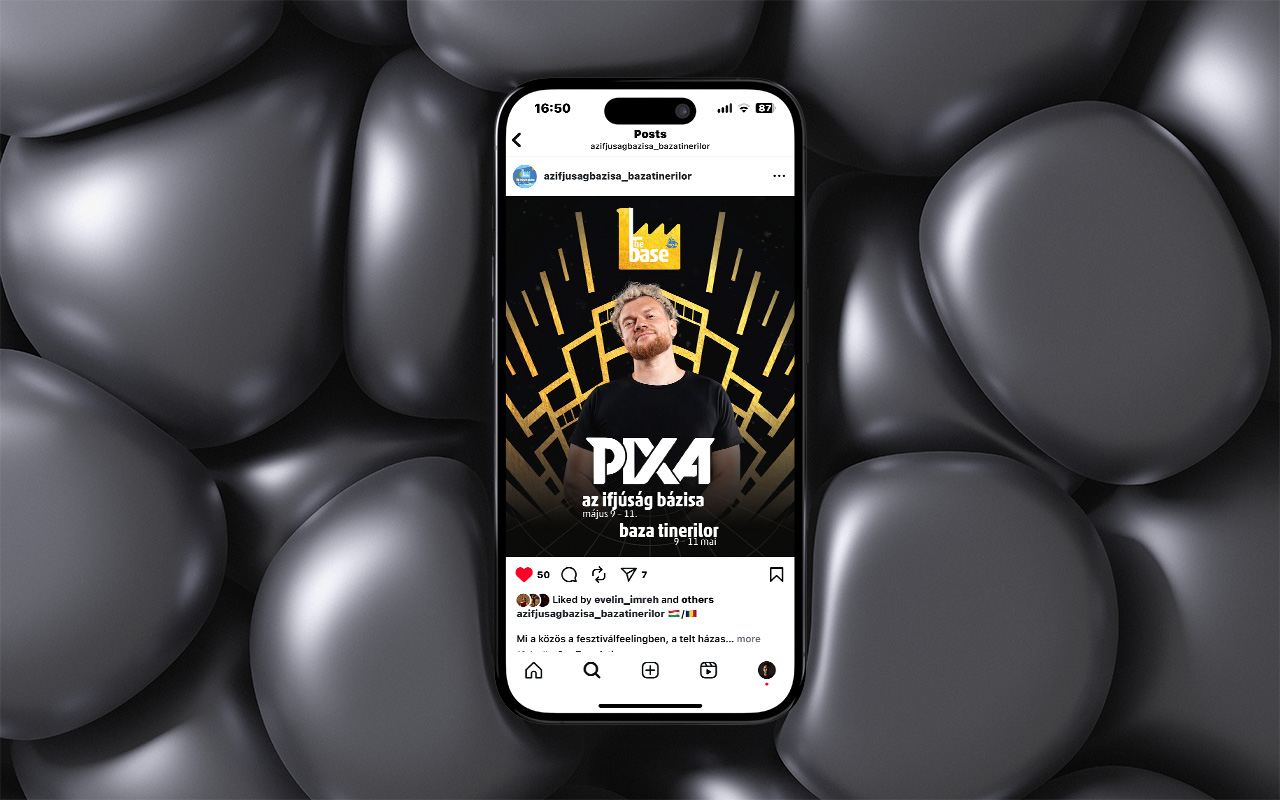 16:50
87
Posts
azifjusagbazisa_bazatinerilor
azifjusagbazisa_bazatinerilor
the
base
PIXA
az ifjúság bázisa
május 9 - 11.
baza tinerilor
9 - 11 mai
50
7
Liked by evelin_imreh and others
azifjusagbazisa_bazatinerilor 🇭🇺/🇷🇴
Mi a közös a fesztiválfeelingben, a telt házas... more